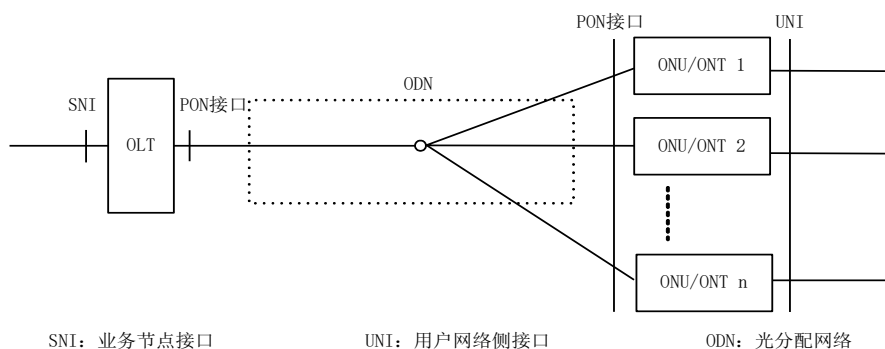 PON接口
UNI
ONU/ONT 1
ODN
SNI
PON接口
OLT
ONU/ONT 2
ONU/ONT n
SNI: 业务节点接口
UNI: 用户网络侧接口
ODN: 光分配网络